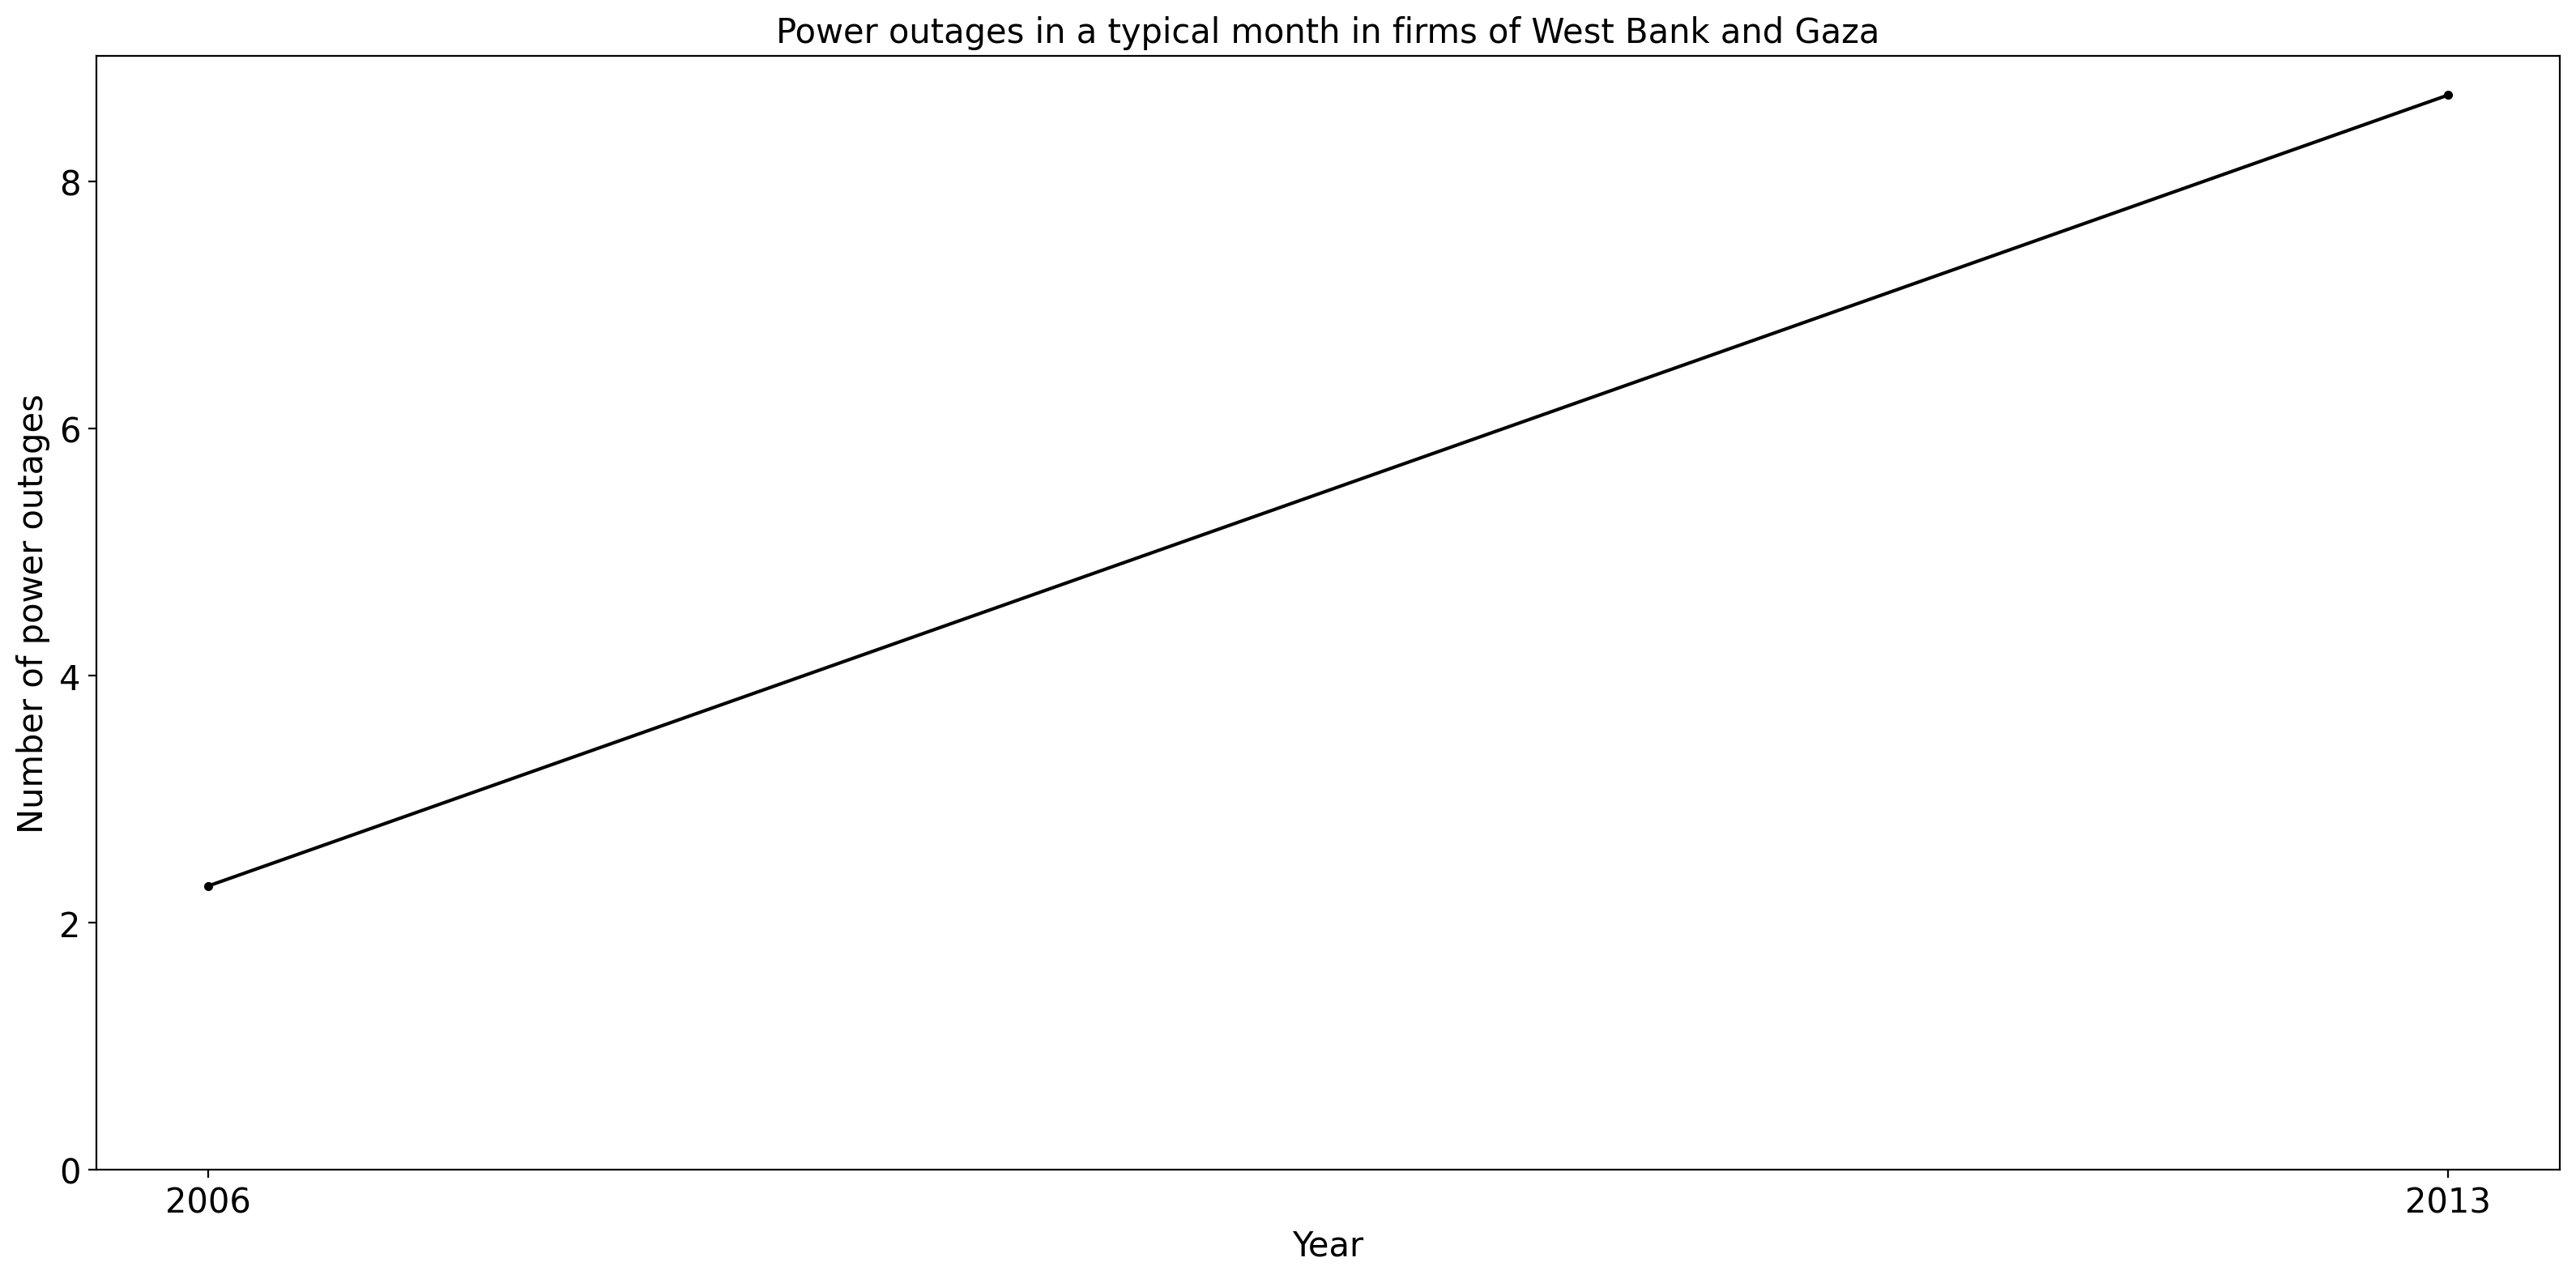 Power outages in a typical month in firms of West Bank and Gaza
Number of power outages
8
6
4
2
0
2006
2013
Year